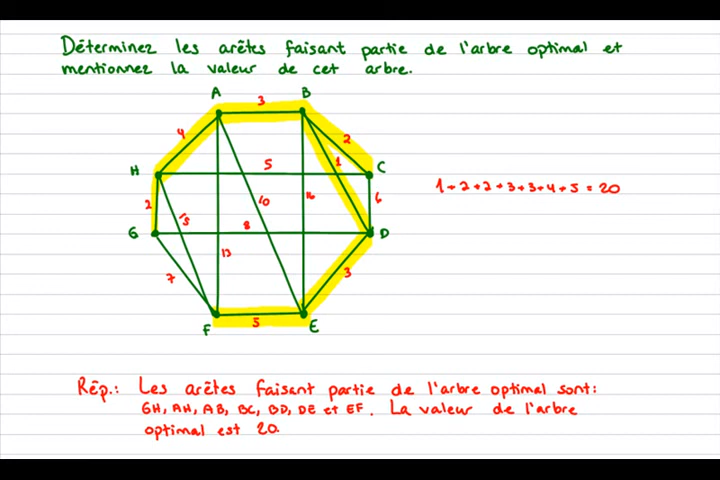 Déterminez les arêtes faisant partie de l'arbre optimal et
mentionnez la valeur de cet arbre.
A 3 B
4 2
H 5 1 C
1+2+2+3+3+4+5=20
2 10 16 6
G 8 D
13
7 3
F 5 E
Rép.: Les arêtes faisant partie de l'arbre optimal sont:
GH, AH, AB, BC, BD, DE et EF. La valeur de l'arbre
optimal est 20.